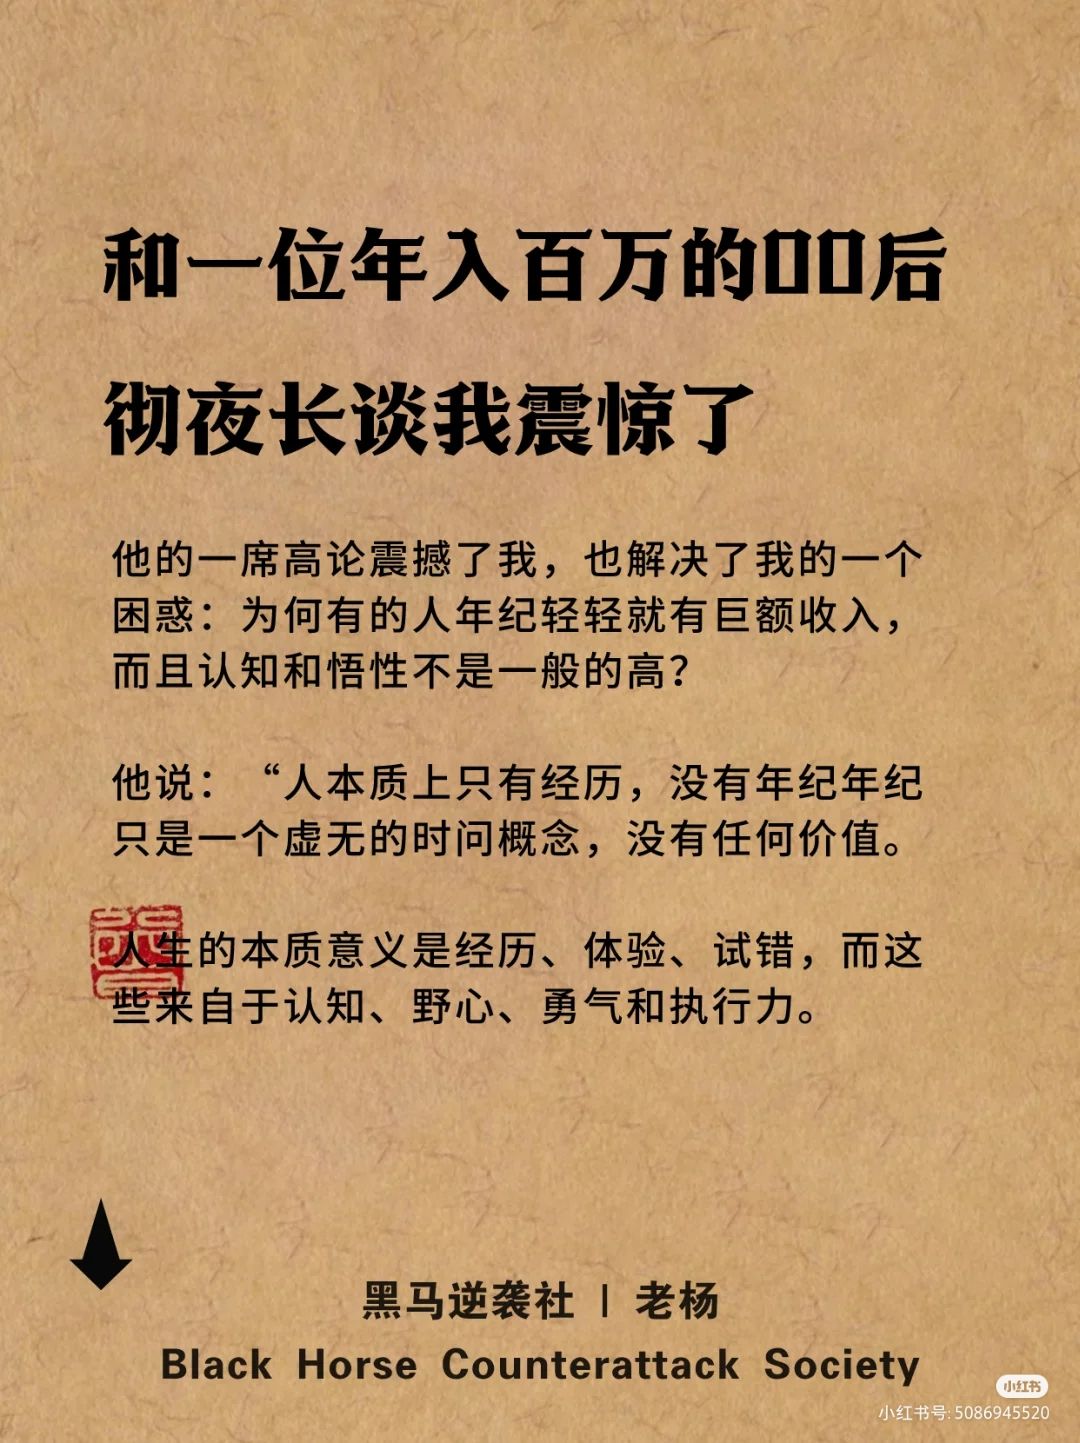 和一位年入百万的00后
彻夜长谈我震惊了
他的一席高论震撼了我，也解决了我的一个
困惑：为何有的人年纪轻轻就有巨额收入，
而且认知和悟性不是一般的高？
他说：“人本质上只有经历，没有年纪年纪
只是一个虚无的时问概念，没有任何价值。
人生的本质意义是经历、体验、试错，而这
些来自于认知、野心、勇气和执行力。
黑马逆袭社 | 老杨
Black Horse Counterattack Society
小红书
小红书号: 5086945520